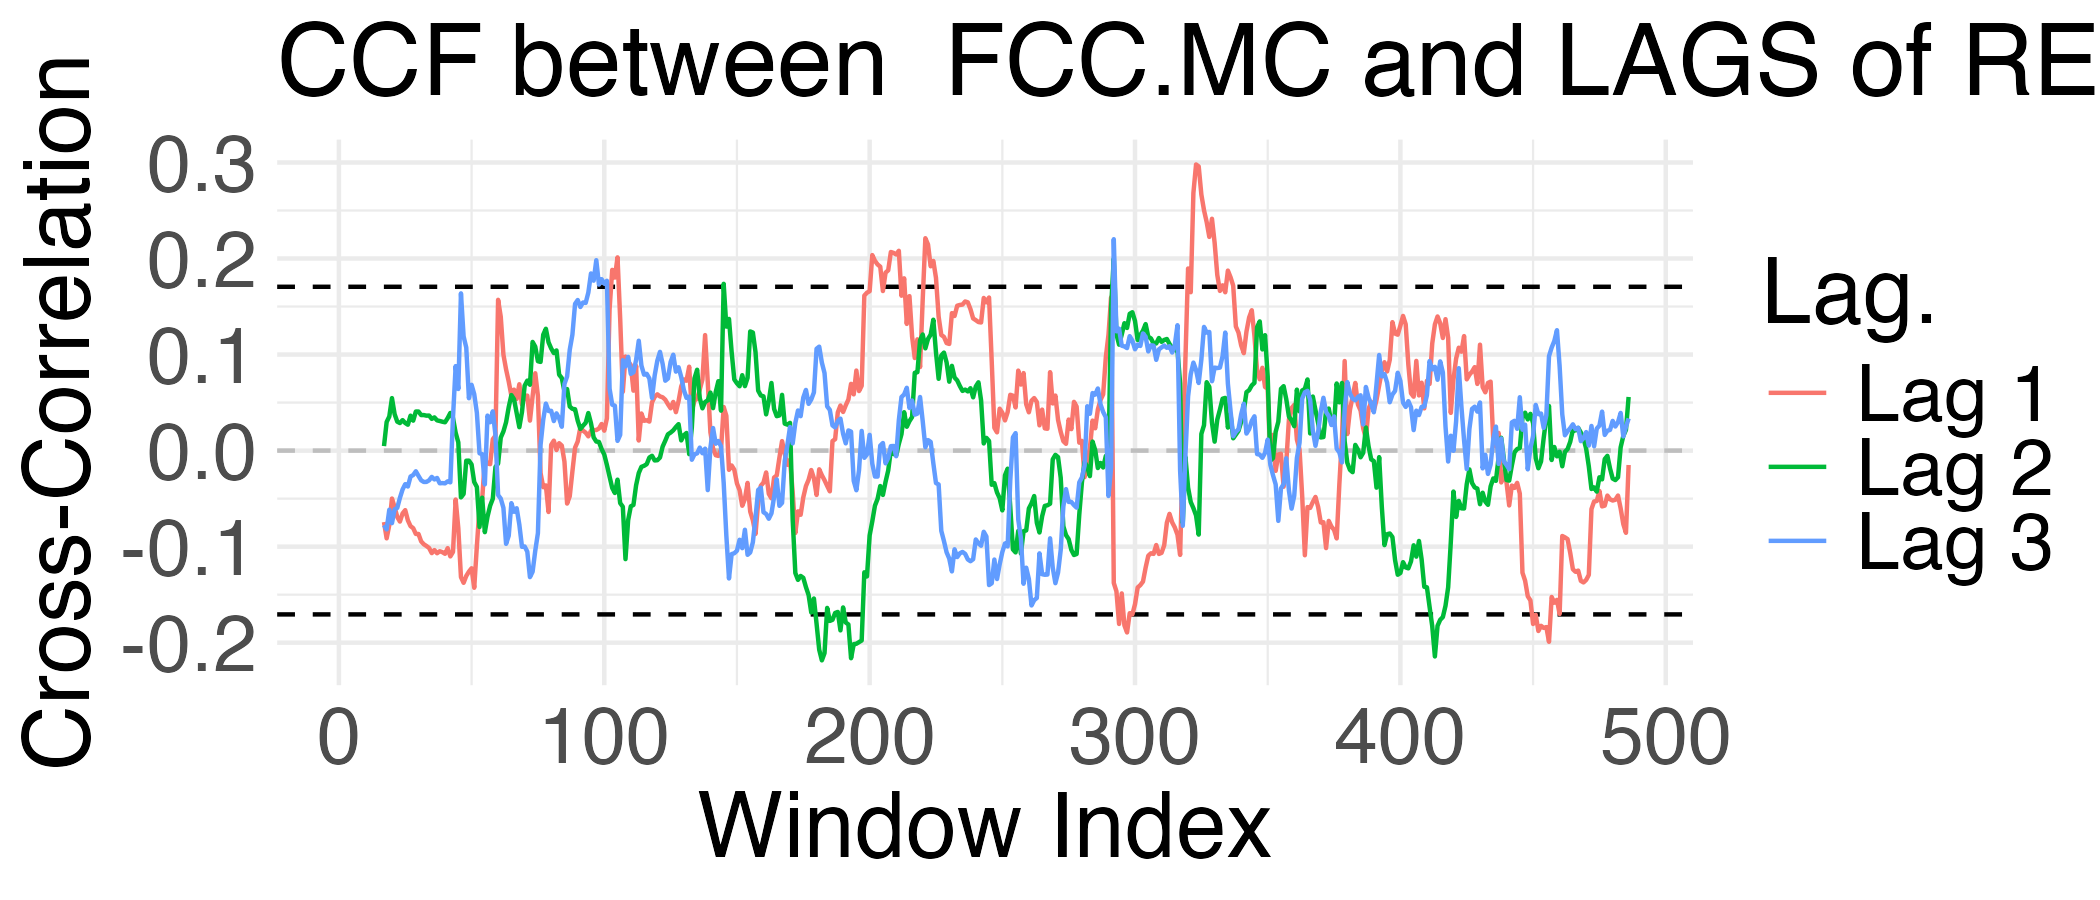 CCF between  FCC.MC and LAGS of RE
Cross-Correlation
0.3
0.2
0.1
0.0
-0.1
-0.2
0 100 200 300 400 500
Window Index
Lag.
Lag 1
Lag 2
Lag 3